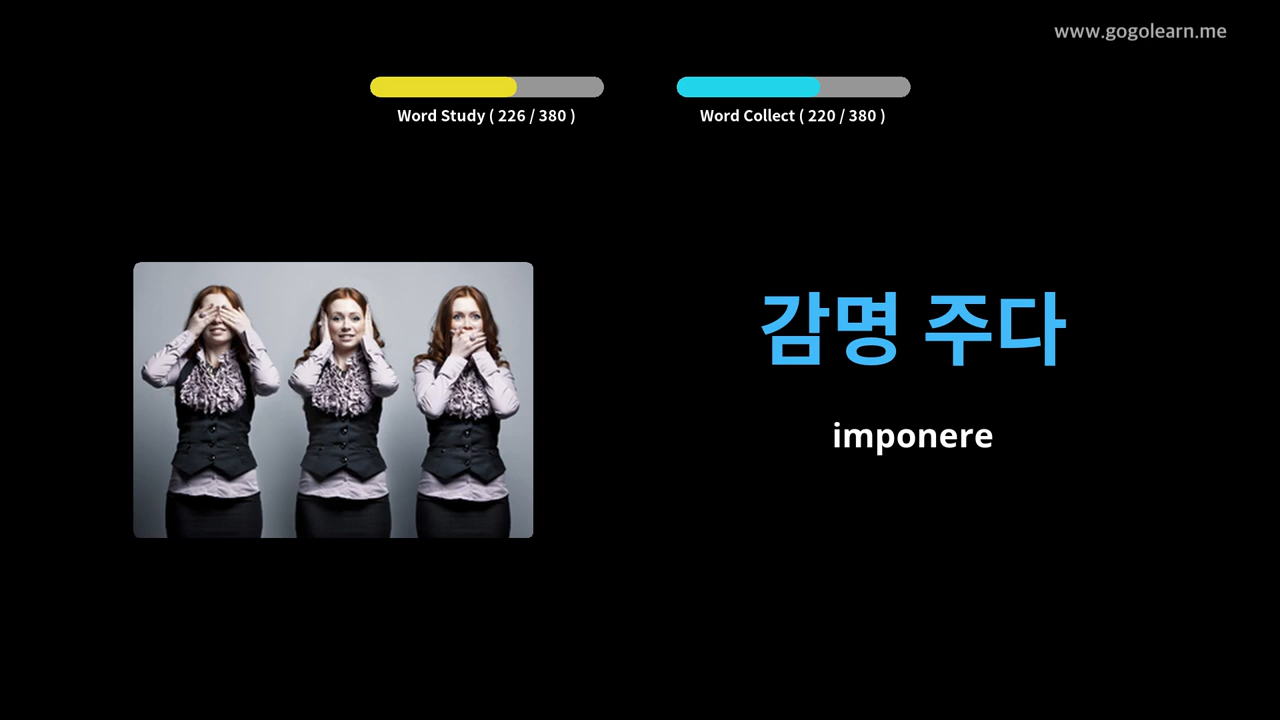 www.gogolearn.me
Word Study ( 226 / 380 )
Word Collect ( 220 / 380 )
감명 주다
imponere